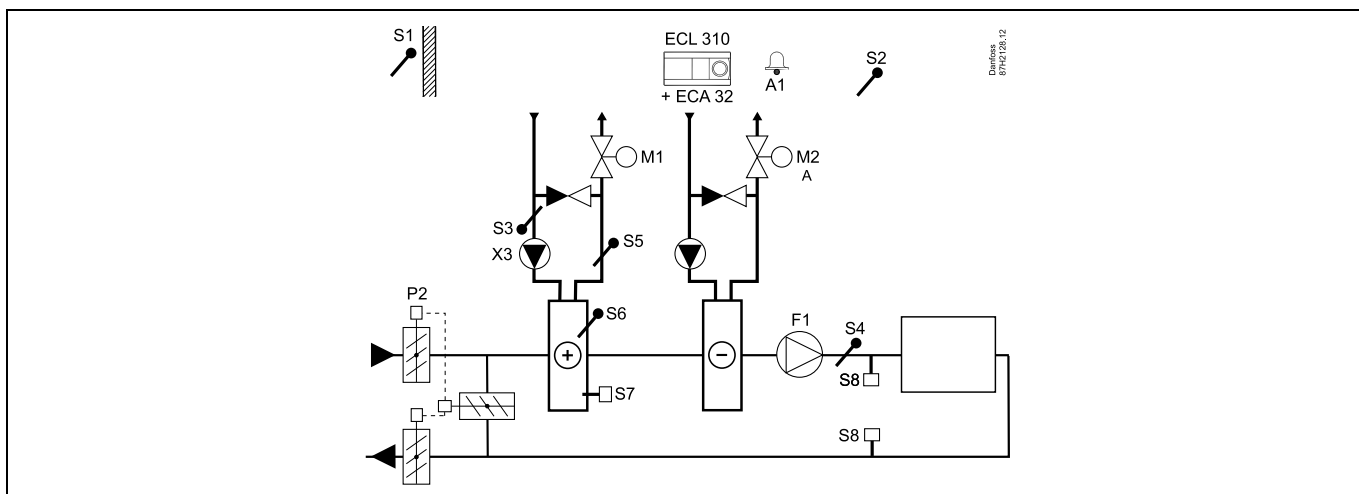 S1
ECL 310
+ ECA 32
A1
S2
Danfoss
87H2128.12
M1
M2
A
S3
S5
X3
P2
S6
F1
S4
+
−
S7
S8
S8